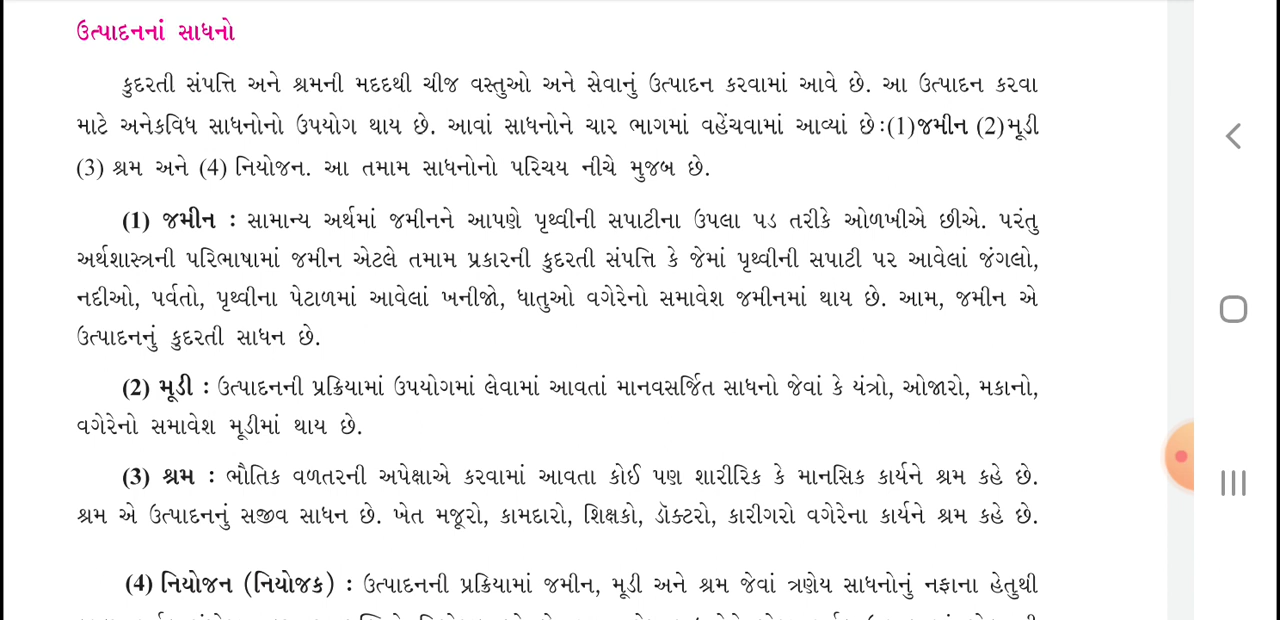 ઉત્પાદનનાં સાધનો
કુદરતી સંપત્તિ અને શ્રમની મદદથી ચીજ વસ્તુઓ અને સેવાનું ઉત્પાદન કરવામાં આવે છે. આ ઉત્પાદન કરવા
માટે અનેકવિધ સાધનોનો ઉપયોગ થાય છે. આવાં સાધનોને ચાર ભાગમાં વહેંચવામાં આવ્યાં છે :(1)જમીન (2)મૂડી
(3) શ્રમ અને (4) નિયોજન. આ તમામ સાધનોનો પરિચય નીચે મુજબ છે.
(1) જમીન : સામાન્ય અર્થમાં જમીનને આપણે પૃથ્વીની સપાટીના ઉપલા પડ તરીકે ઓળખીએ છીએ. પરંતુ
અર્થશાસ્ત્રની પરિભાષામાં જમીન એટલે તમામ પ્રકારની કુદરતી સંપત્તિ કે જેમાં પૃથ્વીની સપાટી પર આવેલાં જંગલો,
નદીઓ, પર્વતો, પૃથ્વીના પેટાળમાં આવેલાં ખનીજો, ધાતુઓ વગેરેનો સમાવેશ જમીનમાં થાય છે. આમ, જમીન એ
ઉત્પાદનનું કુદરતી સાધન છે.
(2) મૂડી : ઉત્પાદનની પ્રક્રિયામાં ઉપયોગમાં લેવામાં આવતાં માનવસર્જિત સાધનો જેવાં કે યંત્રો, ઓજારો, મકાનો,
વગેરેનો સમાવેશ મૂડીમાં થાય છે.
(3) શ્રમ : ભૌતિક વળતરની અપેક્ષાએ કરવામાં આવતા કોઈ પણ શારીરિક કે માનસિક કાર્યને શ્રમ કહે છે.
શ્રમ એ ઉત્પાદનનું સજીવ સાધન છે. ખેત મજૂરો, કામદારો, શિક્ષકો, ડૉક્ટરો, કારીગરો વગેરેના કાર્યને શ્રમ કહે છે.
(4) નિયોજન (નિયોજક) : ઉત્પાદનની પ્રક્રિયામાં જમીન, મૂડી અને શ્રમ જેવાં ત્રણેય સાધનોનું નફાના હેતુથી